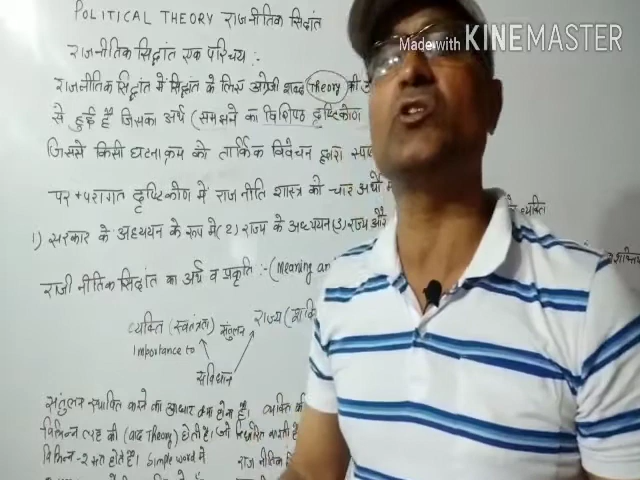 Made with KINEMASTER
POLITICAL THEORY राजनीतिक सिद्वांत
राजनीतिक सिद्वांत एक परिचय :-
राजनीतिक सिद्वांत में सिद्वांत के लिए अंग्रेजी शब्द (Theory) की
से हुई है जिसका अर्थ (समझने का विशिष्ठ दृष्टिकोण
जिससे किसी घटनाक्रम को तार्किक विवेचन द्वारा
परम्परागत दृष्टिकोण में राजनीति शास्त्र को चार अर्थो में
व्यक्ति
1) सरकार के अध्ययन के रूप में (2) राज्य के अध्ययन (3) राज्य और
राजी नीतिक सिद्वांत का अर्थ व प्रकृति :- (Meaning an
व्यक्ति (स्वतंत्रता) संतुलन राज्य (
Importance to
संविधान
संतुलन स्थापित करने का आधार क्या होगा है। व्यक्ति की
विभिन्न तरह की (वाद Theory) होती है। जो निर्धारित करती है
विभिन्न-2 मत होते है। Simple word में राज नीतिक